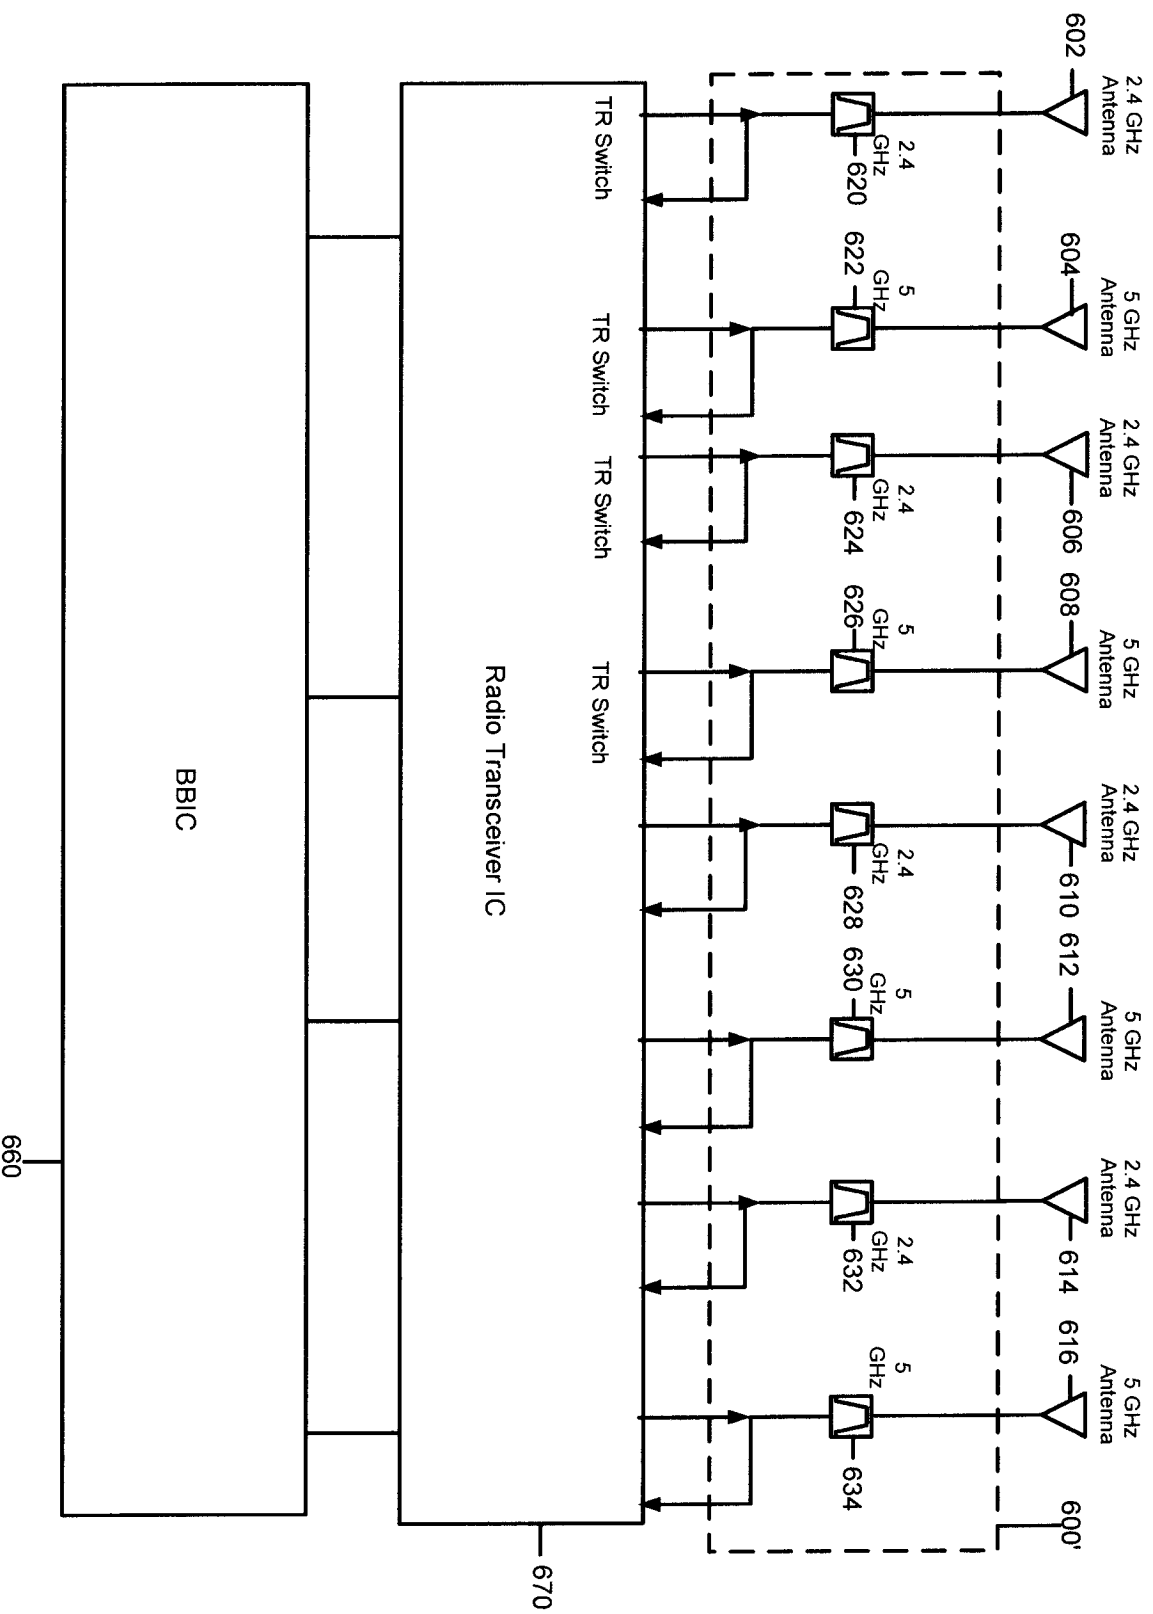 602
2.4 GHz
Antenna
604
5 GHz
Antenna
2.4 GHz
Antenna
606
608
5 GHz
Antenna
2.4 GHz
Antenna
610
612
5 GHz
Antenna
2.4 GHz
Antenna
614
616
5 GHz
Antenna
600'
2.4
GHz
620
622
5
GHz
2.4
GHz
624
626
5
GHz
2.4
GHz
628
630
5
GHz
2.4
GHz
632
5
GHz
634
TR Switch
TR Switch
TR Switch
TR Switch
Radio Transceiver IC
670
BBIC
660